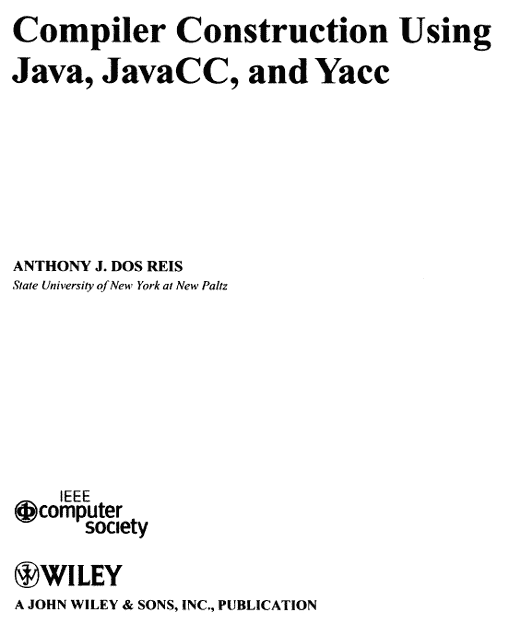 Compiler Construction Using
Java, JavaCC, and Yacc
ANTHONY J. DOS REIS
State University of New York at New Paltz
IEEE
computer
society
WILEY
A JOHN WILEY & SONS, INC., PUBLICATION